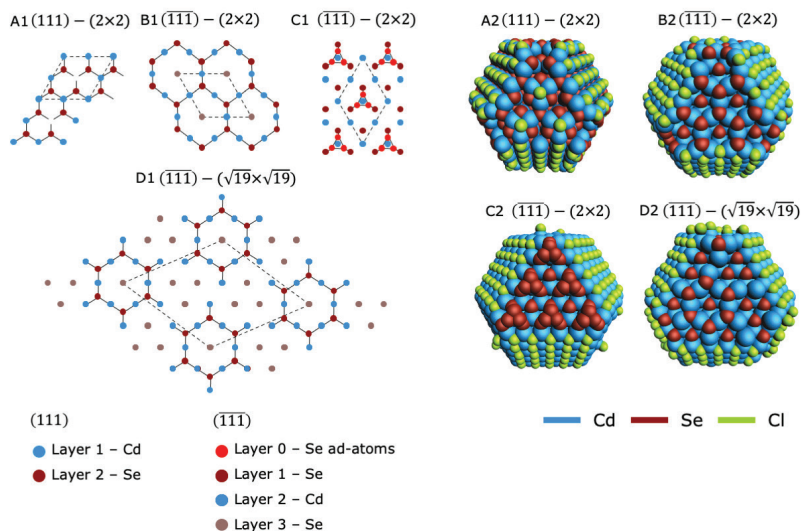 A1 (111) – (2×2)
B1 (1̅1̅1̅) – (2×2)
C1 (1̅1̅1̅) – (2×2)
A2 (111) – (2×2)
B2 (1̅1̅1̅) – (2×2)
D1 (1̅1̅1̅) – (√19×√19)
C2 (1̅1̅1̅) – (2×2)
D2 (1̅1̅1̅) – (√19×√19)
(111)
Layer 1 – Cd
Layer 2 – Se
(1̅1̅1̅)
Layer 0 – Se ad-atoms
Layer 1 – Se
Layer 2 – Cd
Layer 3 – Se
Cd
Se
Cl